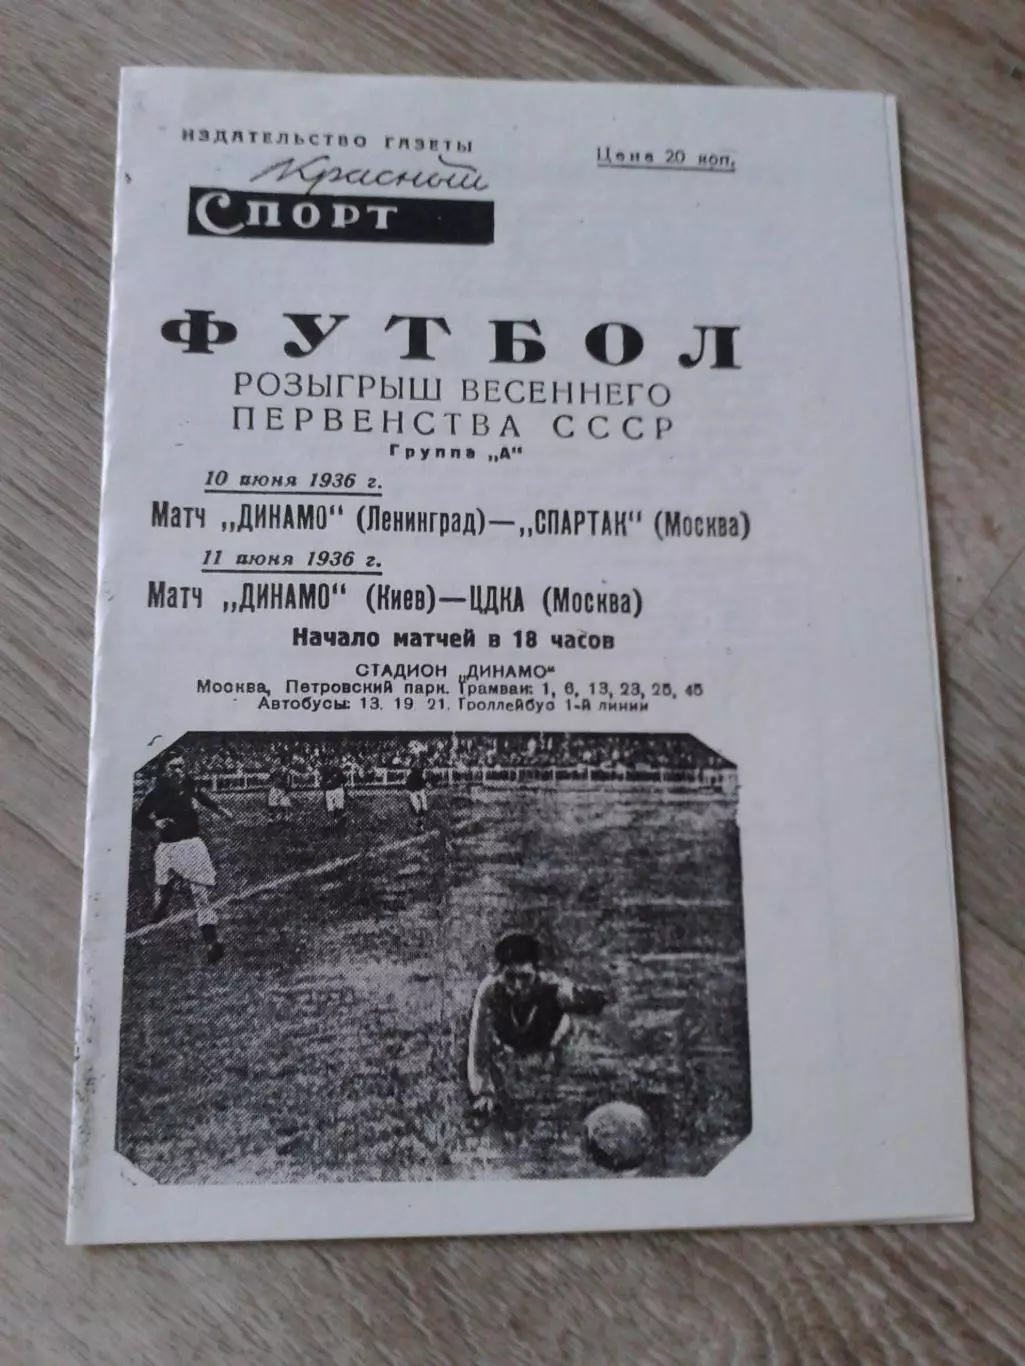 ИЗДАТЕЛЬСТВО ГАЗЕТЫ
Красный
СПОРТ
Цена 20 коп.
ФУТБОЛ
РОЗЫГРЫШ ВЕСЕННЕГО
ПЕРВЕНСТВА СССР
Группа „А"
10 июня 1936 г.
Матч „ДИНАМО" (Ленинград)—„СПАРТАК" (Москва)
11 июня 1936 г.
Матч „ДИНАМО" (Киев)—ЦДКА (Москва)
Начало матчей в 18 часов
СТАДИОН „ДИНАМО"
Москва, Петровский парк. Трамваи: 1, 6, 13, 23, 25, 45
Автобусы: 13. 19 21. Троллейбус 1-й линии